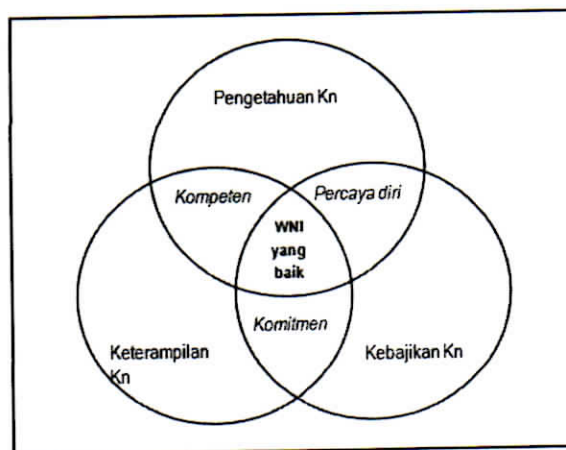 Pengetahuan Kn
Kompeten
Percaya diri
WNI
yang
baik
Komitmen
Keterampilan
Kn
Kebajikan Kn